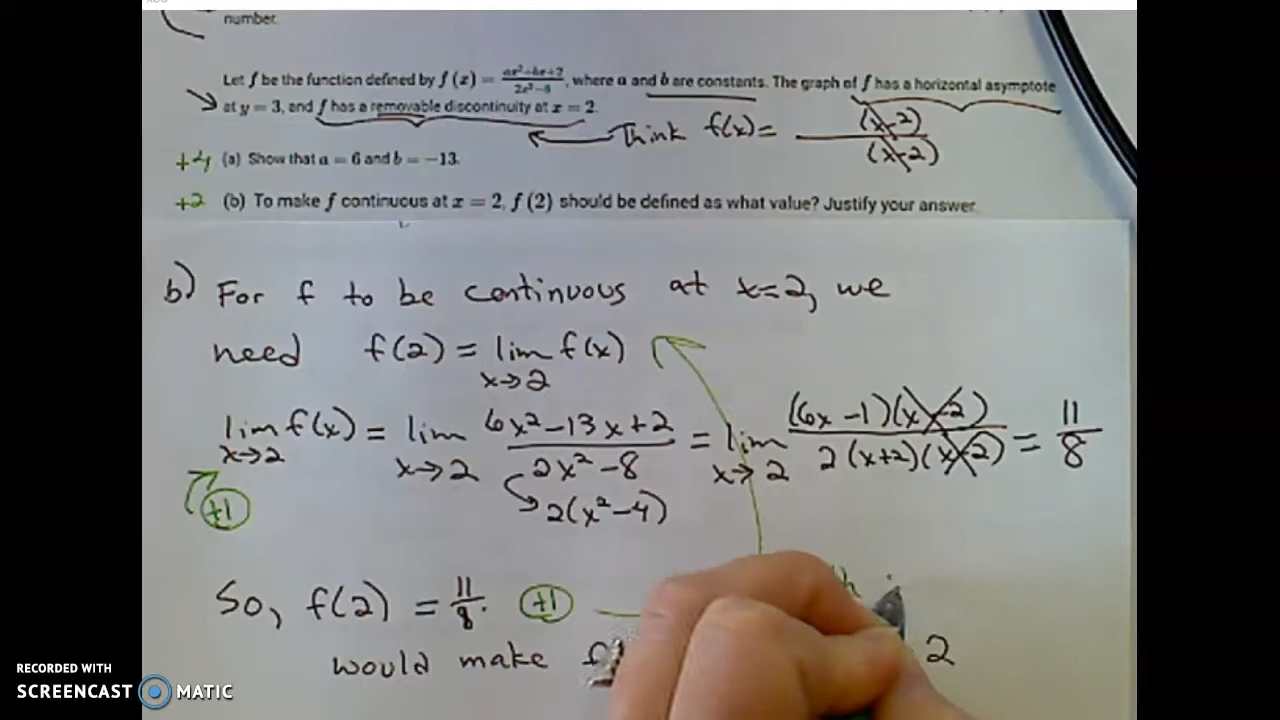 number.
Let f be the function defined by f(x) = ax²+bx+2 / 2x²−8, where a and b are constants. The graph of f has a horizontal asymptote
at y = 3, and f has a removable discontinuity at x = 2.
Think f(x) = (x-2) / (x-2)
+4 (a) Show that a = 6 and b = −13.
+2 (b) To make f continuous at x = 2, f(2) should be defined as what value? Justify your answer.
b) For f to be continuous at x=2, we
need f(2) = lim x→2 f(x)
lim x→2 f(x) = lim x→2 6x²-13x+2 / 2x²-8 = lim x→2 (6x-1)(x-2) / 2(x+2)(x-2) = 11/8
2(x²-4)
+1
So, f(2) = 11/8. +1
would make 2
RECORDED WITH
SCREENCAST MATIC